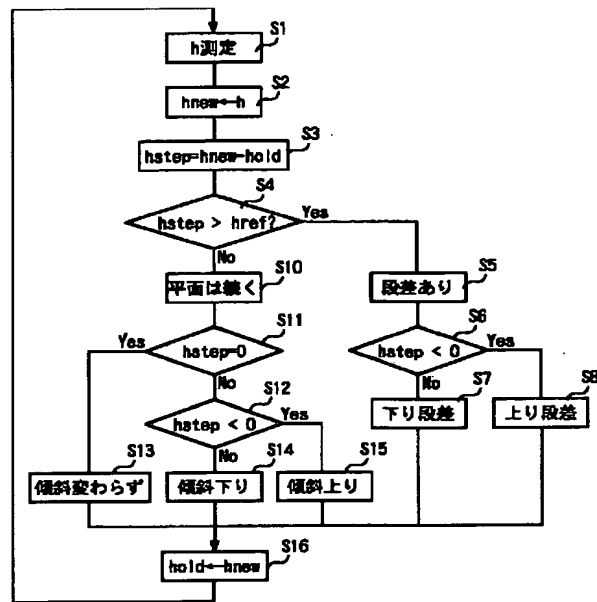 S1
h測定
S2
hnew←h
S3
hstep=hnew-hold
S4
hstep > href?
Yes
No
S10
平面は続く
S5
段差あり
S11
Yes
hstep=0
No
S6
hstep < 0
Yes
No
S12
hstep < 0
Yes
No
S7
下り段差
S8
上り段差
S13
傾斜変わらず
S14
傾斜下り
S15
傾斜上り
S16
hold←hnew